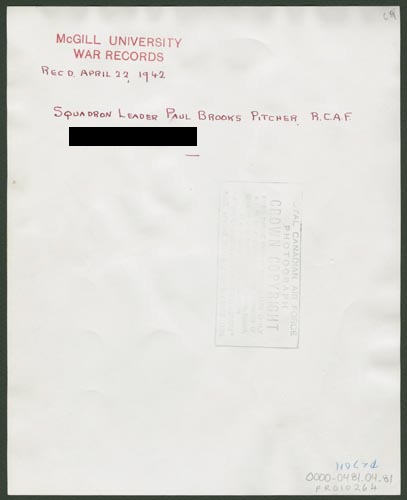 McGILL UNIVERSITY
WAR RECORDS
REC'D. APRIL 22, 1942
SQUADRON LEADER PAUL BROOKS PITCHER, R.C.A.F.
ROYAL CANADIAN AIR FORCE
PHOTOGRAPH
CROWN COPYRIGHT
0000-0481.04.81
PR010264